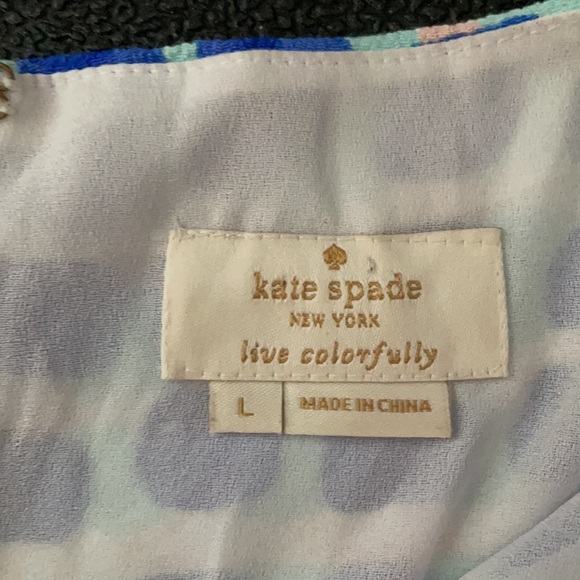 kate spade
NEW YORK
live colorfully
L
MADE IN CHINA